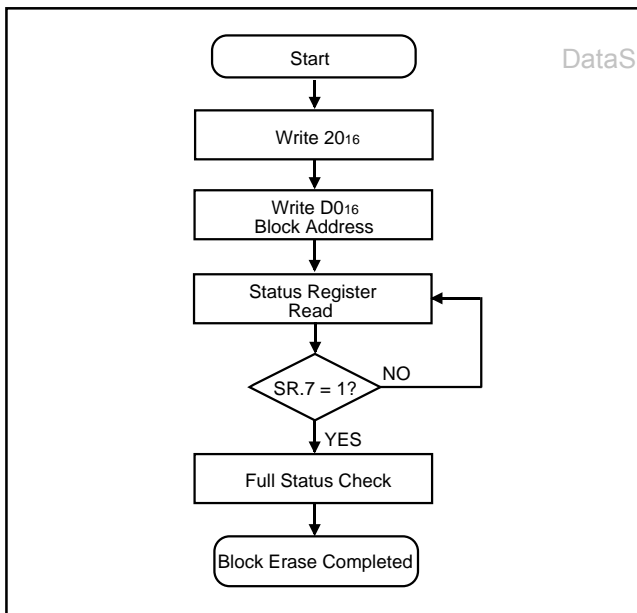 Start
DataS
Write 20₁₆
Write D0₁₆
Block Address
Status Register
Read
SR.7 = 1?
NO
YES
Full Status Check
Block Erase Completed